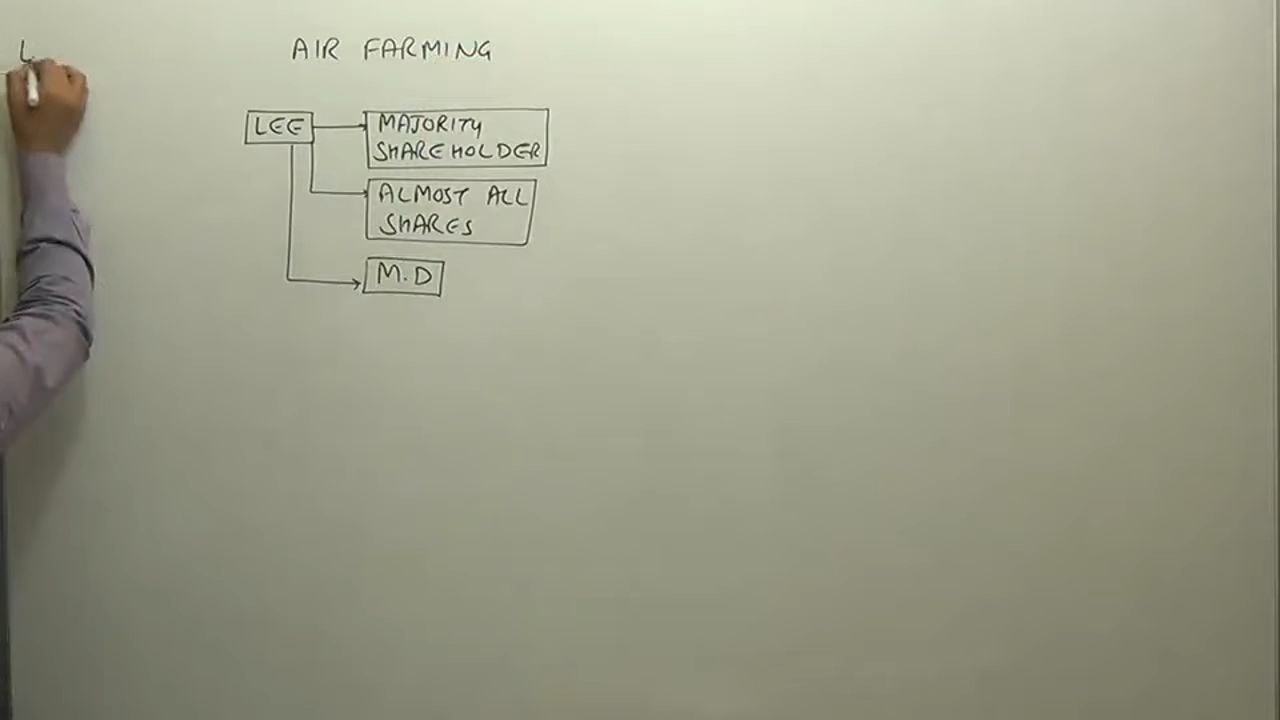 L
AIR FARMING
LEE
MAJORITY
SHAREHOLDER
ALMOST ALL
SHARES
M.D